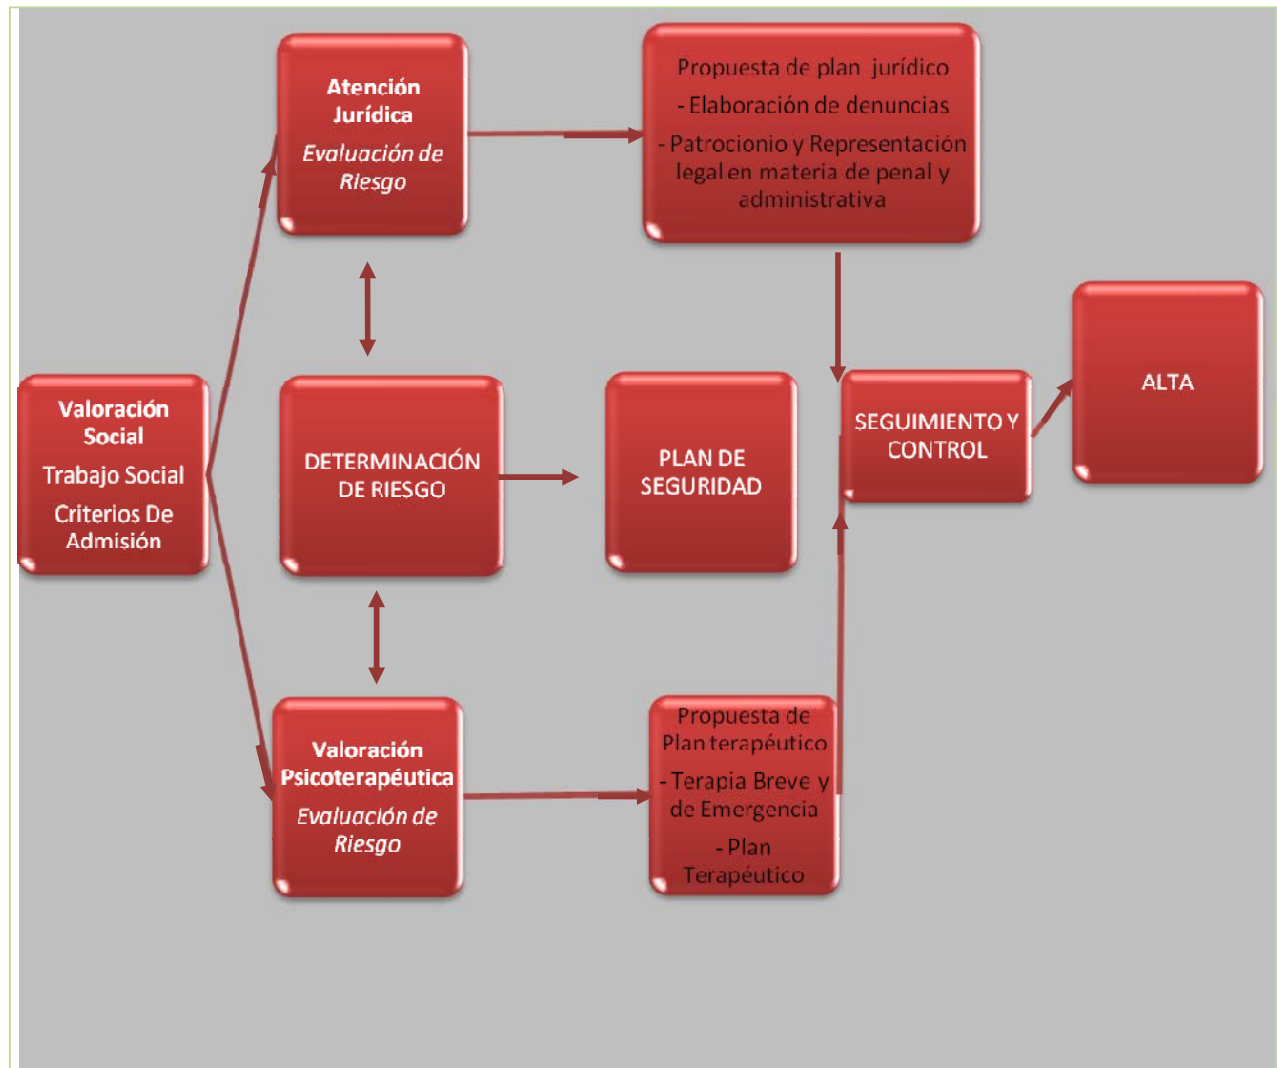 Atención
Jurídica
Evaluación de
Riesgo
Propuesta de plan jurídico
- Elaboración de denuncias
- Patrocionio y Representación
legal en materia de penal y
administrativa
Valoración
Social
Trabajo Social
Criterios De
Admisión
DETERMINACIÓN
DE RIESGO
PLAN DE
SEGURIDAD
SEGUIMIENTO Y
CONTROL
ALTA
Valoración
Psicoterapéutica
Evaluación de
Riesgo
Propuesta de
Plan terapéutico
- Terapia Breve y
de Emergencia
- Plan
Terapéutico